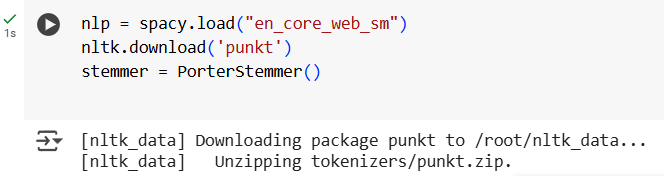 nlp = spacy.load("en_core_web_sm")
nltk.download('punkt')
1s
stemmer = PorterStemmer()
[nltk_data] Downloading package punkt to /root/nltk_data...
[nltk_data]   Unzipping tokenizers/punkt.zip.